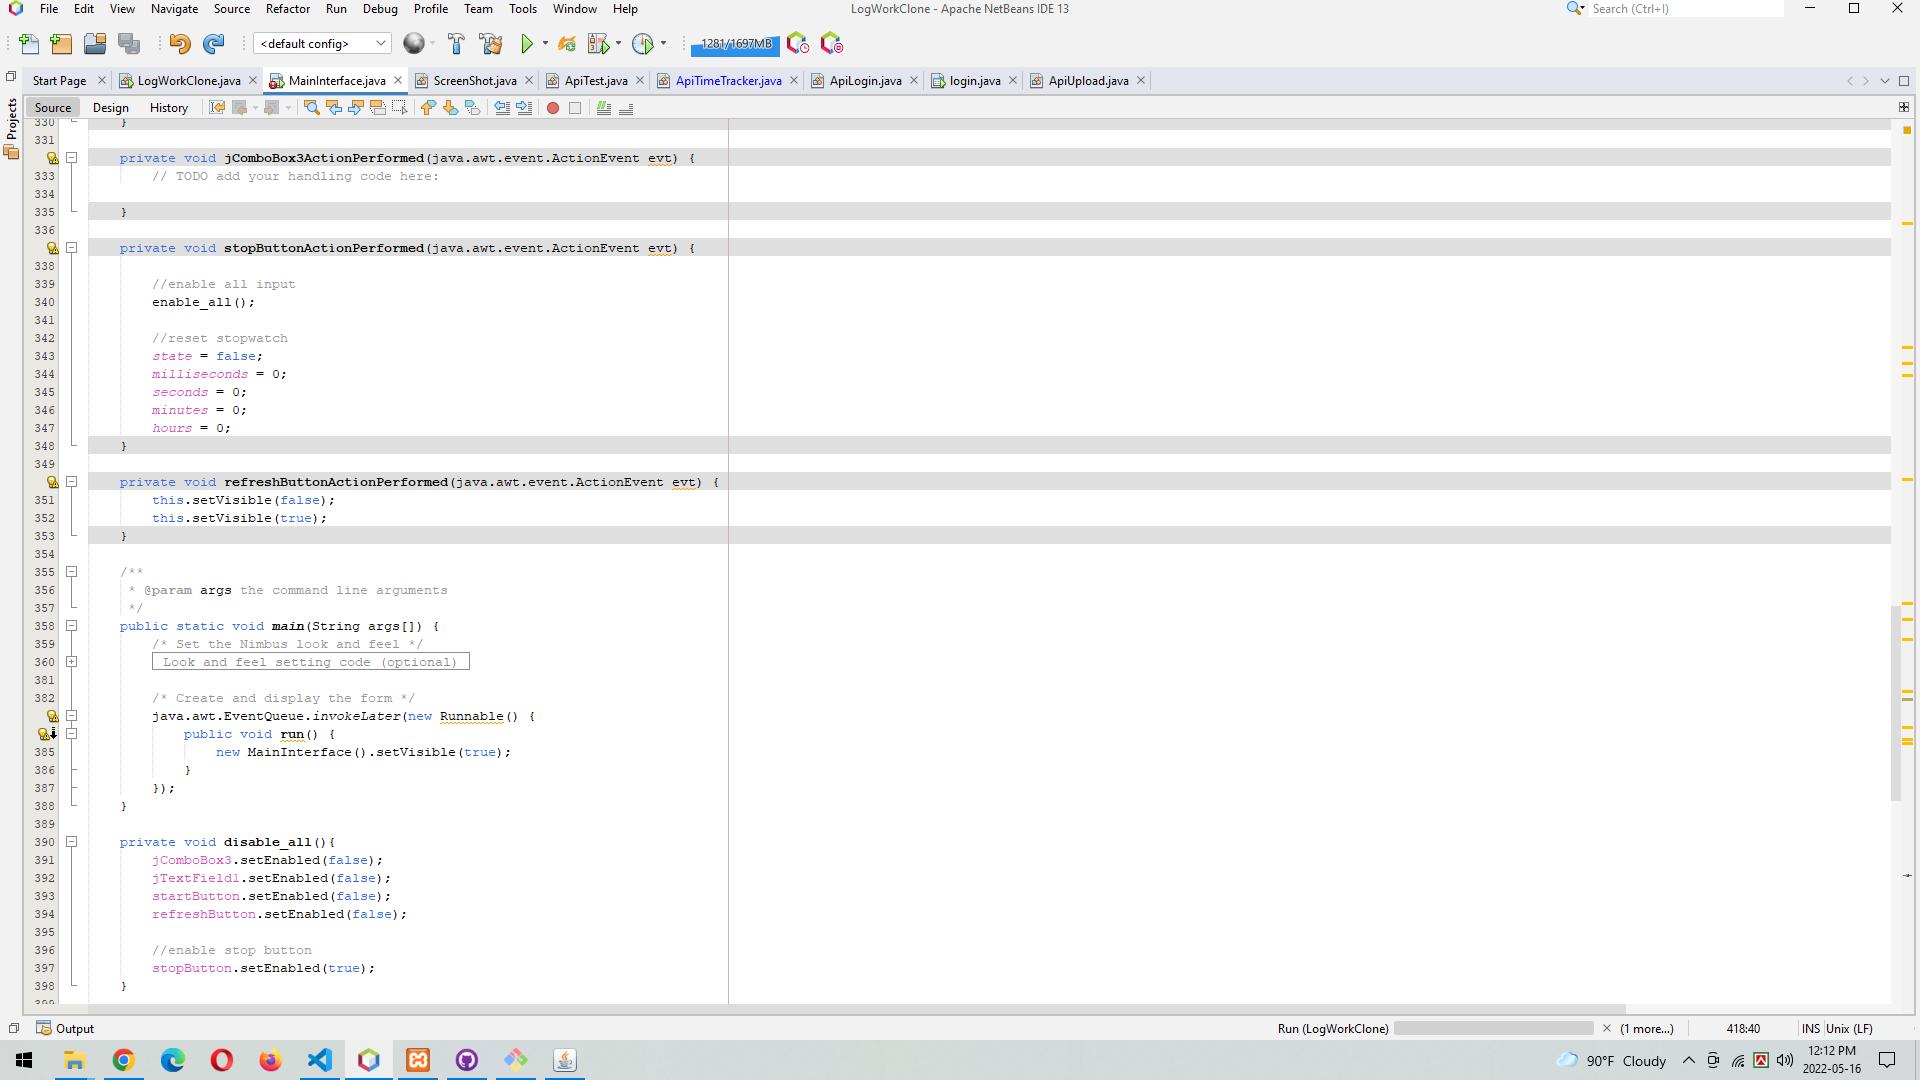 File Edit View Navigate Source Refactor Run Debug Profile Team Tools Window Help
LogWorkClone - Apache NetBeans IDE 13
Search (Ctrl+I)
<default config>
1281/1697MB
Start Page
LogWorkClone.java
MainInterface.java
ScreenShot.java
ApiTest.java
ApiTimeTracker.java
ApiLogin.java
login.java
ApiUpload.java
Projects
Source Design History
330 }
331
private void jComboBox3ActionPerformed(java.awt.event.ActionEvent evt) {
333 // TODO add your handling code here:
334
335 }
336
private void stopButtonActionPerformed(java.awt.event.ActionEvent evt) {
338
339 //enable all input
340 enable_all();
341
342 //reset stopwatch
343 state = false;
344 milliseconds = 0;
345 seconds = 0;
346 minutes = 0;
347 hours = 0;
348 }
349
private void refreshButtonActionPerformed(java.awt.event.ActionEvent evt) {
351 this.setVisible(false);
352 this.setVisible(true);
353 }
354
355 /**
356 * @param args the command line arguments
357 */
358 public static void main(String args[]) {
359 /* Set the Nimbus look and feel */
360 Look and feel setting code (optional)
381
382 /* Create and display the form */
java.awt.EventQueue.invokeLater(new Runnable() {
public void run() {
385 new MainInterface().setVisible(true);
386 }
387 });
388 }
389
390 private void disable_all(){
391 jComboBox3.setEnabled(false);
392 jTextField1.setEnabled(false);
393 startButton.setEnabled(false);
394 refreshButton.setEnabled(false);
395
396 //enable stop button
397 stopButton.setEnabled(true);
398 }
399
Output
Run (LogWorkClone)
(1 more...)
418:40
INS Unix (LF)
90°F Cloudy
12:12 PM
2022-05-16